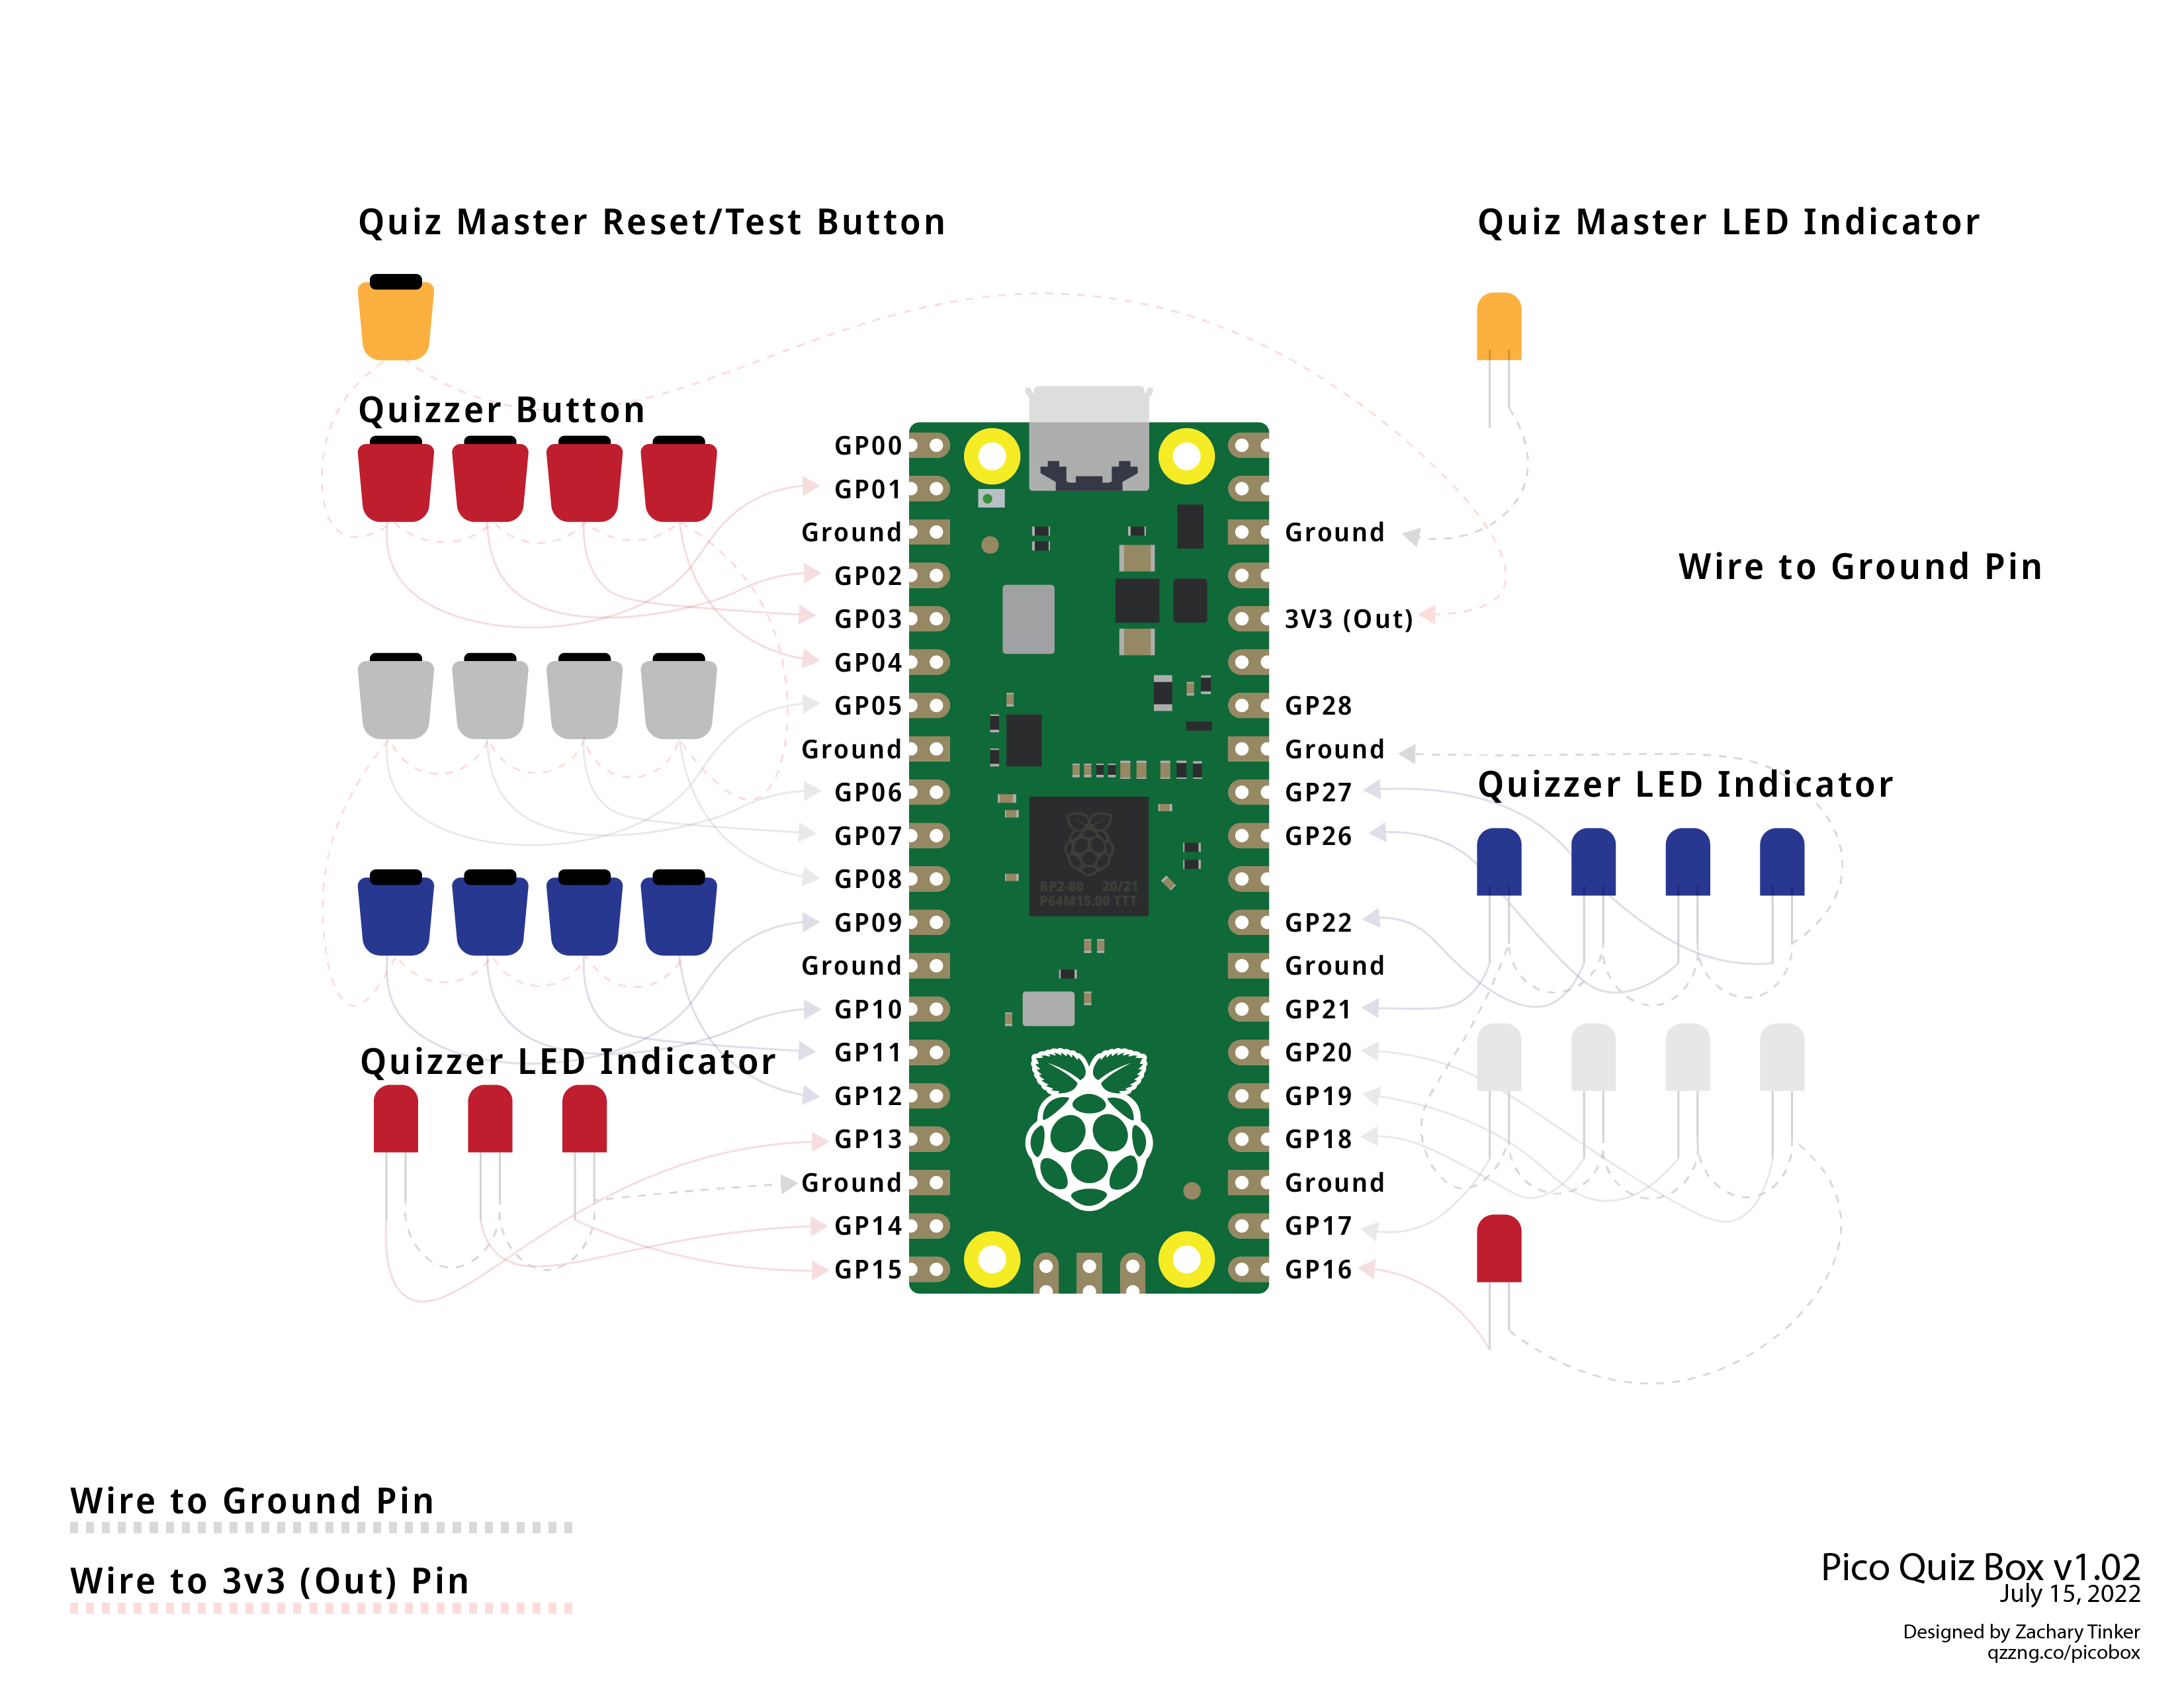 Quiz Master Reset/Test Button
Quiz Master LED Indicator
Quizzer Button
GP00
GP01
Ground
GP02
GP03
GP04
GP05
Ground
GP06
GP07
GP08
GP09
Ground
GP10
GP11
GP12
GP13
Ground
GP14
GP15
Quizzer LED Indicator
RP2-80 20/21
P64M15.00 TTT
Ground
3V3 (Out)
GP28
Ground
GP27
GP26
GP22
Ground
GP21
GP20
GP19
GP18
Ground
GP17
GP16
Wire to Ground Pin
Quizzer LED Indicator
Wire to Ground Pin
Wire to 3v3 (Out) Pin
Pico Quiz Box v1.02
July 15, 2022
Designed by Zachary Tinker
qzzng.co/picobox